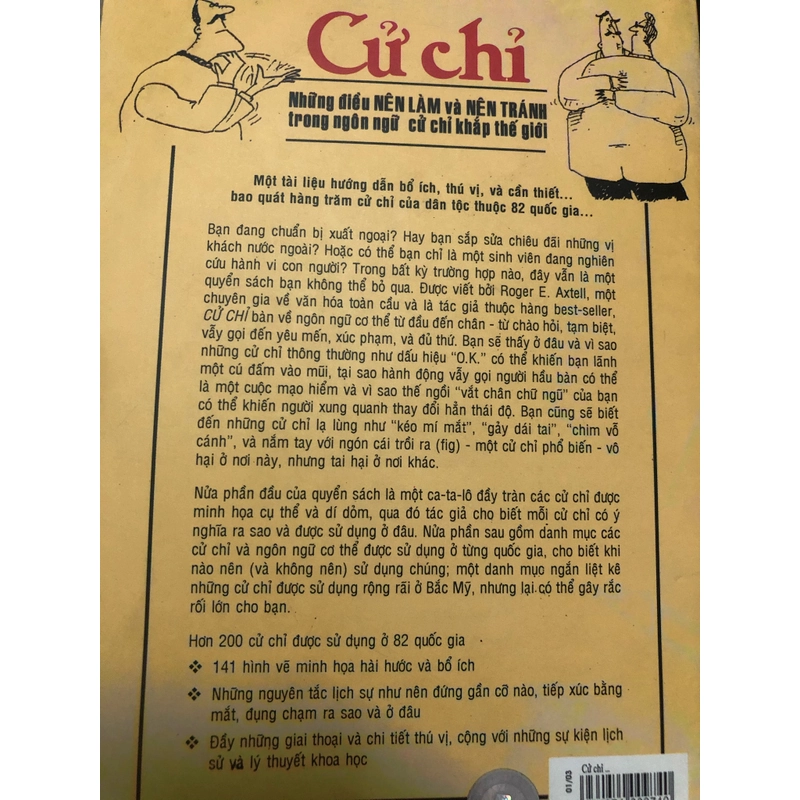 Cử chỉ
Những điều NÊN LÀM và NÊN TRÁNH
trong ngôn ngữ cử chỉ khắp thế giới
Một tài liệu hướng dẫn bổ ích, thú vị, và cần thiết...
bao quát hàng trăm cử chỉ của dân tộc thuộc 82 quốc gia...
Bạn đang chuẩn bị xuất ngoại? Hay bạn sắp sửa chiêu đãi những vị
khách nước ngoài? Hoặc có thể bạn chỉ là một sinh viên đang nghiên
cứu hành vi con người? Trong bất kỳ trường hợp nào, đây vẫn là một
quyển sách bạn không thể bỏ qua. Được viết bởi Roger E. Axtell, một
chuyên gia về văn hóa toàn cầu và là tác giả thuộc hàng best-seller,
CỬ CHỈ bàn về ngôn ngữ cơ thể từ đầu đến chân - từ chào hỏi, tạm biệt,
vẫy gọi đến yêu mến, xúc phạm, và đủ thứ. Bạn sẽ thấy ở đâu và vì sao
những cử chỉ thông thường như dấu hiệu "O.K." có thể khiến bạn lãnh
một cú đấm vào mũi, tại sao hành động vẫy gọi người hầu bàn có thể
là một cuộc mạo hiểm và vì sao thế ngồi "vắt chân chữ ngũ" của bạn
có thể khiến người xung quanh thay đổi hẳn thái độ. Bạn cũng sẽ biết
đến những cử chỉ lạ lùng như "kéo mí mắt", "gảy dái tai", "chim vỗ
cánh", và nắm tay với ngón cái trồi ra (fig) - một cử chỉ phổ biến - vô
hại ở nơi này, nhưng tai hại ở nơi khác.
Nửa phần đầu của quyển sách là một ca-ta-lô đầy tràn các cử chỉ được
minh họa cụ thể và dí dỏm, qua đó tác giả cho biết mỗi cử chỉ có ý
nghĩa ra sao và được sử dụng ở đâu. Nửa phần sau gồm danh mục các
cử chỉ và ngôn ngữ cơ thể được sử dụng ở từng quốc gia, cho biết khi
nào nên (và không nên) sử dụng chúng; một danh mục ngắn liệt kê
những cử chỉ được sử dụng rộng rãi ở Bắc Mỹ, nhưng lại có thể gây rắc
rối lớn cho bạn.
Hơn 200 cử chỉ được sử dụng ở 82 quốc gia
❖ 141 hình vẽ minh họa hài hước và bổ ích
❖ Những nguyên tắc lịch sự như nên đứng gần cỡ nào, tiếp xúc bằng
mắt, đụng chạm ra sao và ở đâu
❖ Đầy những giai thoại và chi tiết thú vị, cộng với những sự kiện lịch
sử và lý thuyết khoa học
01/03
Cử chỉ ...